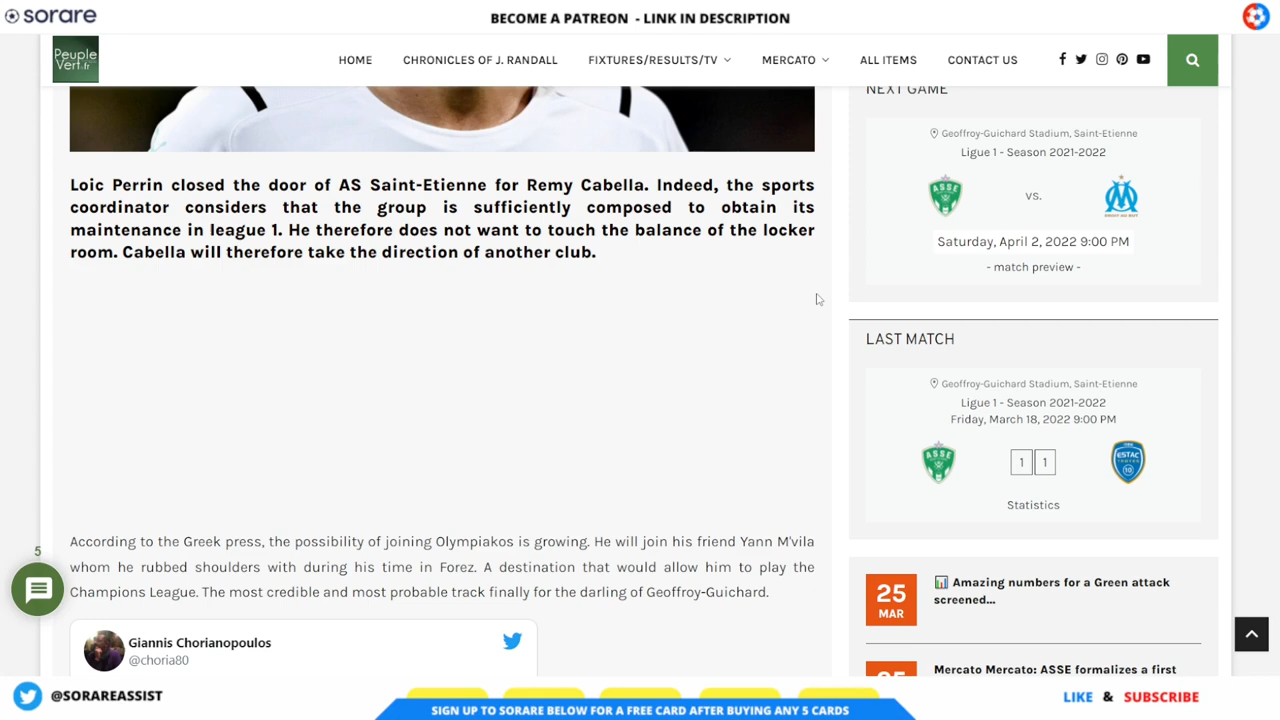 sorare
BECOME A PATREON - LINK IN DESCRIPTION
Peuple
Vert.fr
HOME
CHRONICLES OF J. RANDALL
FIXTURES/RESULTS/TV
MERCATO
ALL ITEMS
CONTACT US
Loic Perrin closed the door of AS Saint-Etienne for Remy Cabella. Indeed, the sports
coordinator considers that the group is sufficiently composed to obtain its
maintenance in league 1. He therefore does not want to touch the balance of the locker
room. Cabella will therefore take the direction of another club.
According to the Greek press, the possibility of joining Olympiakos is growing. He will join his friend Yann M'vila
whom he rubbed shoulders with during his time in Forez. A destination that would allow him to play the
Champions League. The most credible and most probable track finally for the darling of Geoffroy-Guichard.
Giannis Chorianopoulos
@choria80
5
NEXT GAME
Geoffroy-Guichard Stadium, Saint-Etienne
Ligue 1 - Season 2021-2022
ASSE
vs.
Saturday, April 2, 2022 9:00 PM
- match preview -
LAST MATCH
Geoffroy-Guichard Stadium, Saint-Etienne
Ligue 1 - Season 2021-2022
Friday, March 18, 2022 9:00 PM
ASSE
1 1
ESTAC
Statistics
25
MAR
Amazing numbers for a Green attack
screened...
Mercato Mercato: ASSE formalizes a first
@SORAREASSIST
SIGN UP TO SORARE BELOW FOR A FREE CARD AFTER BUYING ANY 5 CARDS
LIKE & SUBSCRIBE